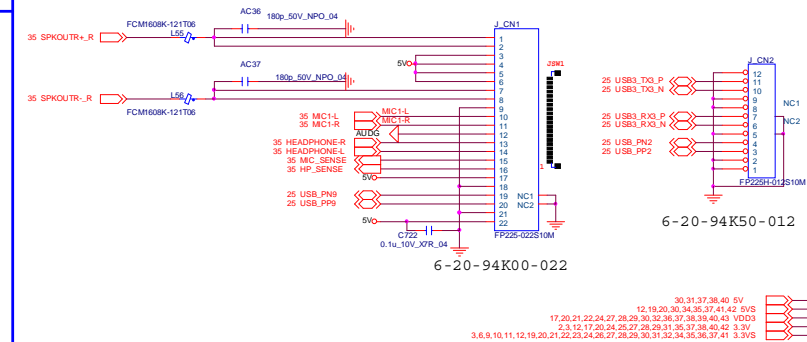 AC36
180p_50V_NPO_04
FCM1608K-121T06
35 SPKOUTR+_R
L55
AC37
180p_50V_NPO_04
35 SPKOUTR-_R
L56
FCM1608K-121T06
J_CN1
1
2
3
4
5
6
7
8
9
10
11
12
13
14
15
16
17
18
19
20
21
22
NC1
NC2
5V
35 MIC1-L
MIC1-L
35 MIC1-R
MIC1-R
AUDG
35 HEADPHONE-R
35 HEADPHONE-L
35 MIC_SENSE
35 HP_SENSE
5V
25 USB_PN9
25 USB_PP9
5V
C722
0.1u_10V_X7R_04
FP225-022S10M
6-20-94K00-022
JSW1
1
J_CN2
12
11
10
9
8
7
6
5
4
3
2
1
NC1
NC2
25 USB3_TX3_P
25 USB3_TX3_N
25 USB3_RX3_P
25 USB3_RX3_N
25 USB_PN2
25 USB_PP2
FP225H-012S10M
6-20-94K50-012
30,31,37,38,40 5V
12,19,20,30,34,35,37,41,42 5VS
17,20,21,22,24,27,28,29,30,32,36,37,38,39,40,43 VDD3
2,3,12,17,20,24,25,27,28,29,31,35,37,38,40,42 3.3V
3,6,9,10,11,12,19,20,21,22,23,24,26,27,28,29,30,31,32,34,35,36,37,41 3.3VS